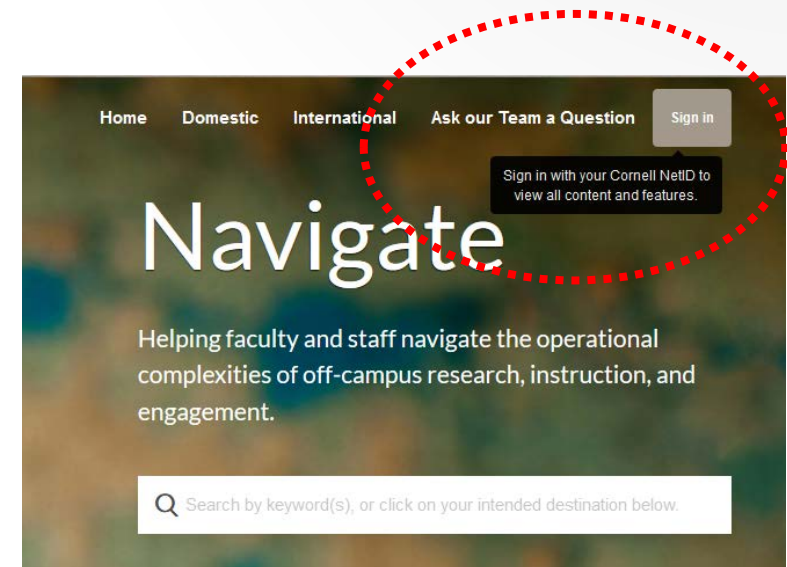 Home Domestic International Ask our Team a Question Sign in
Sign in with your Cornell NetID to
view all content and features.
Navigate
Helping faculty and staff navigate the operational
complexities of off-campus research, instruction, and
engagement.
Search by keyword(s), or click on your intended destination below.